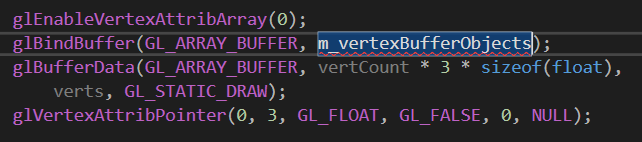 glEnableVertexAttribArray(0);
glBindBuffer(GL_ARRAY_BUFFER, m_vertexBufferObjects);
glBufferData(GL_ARRAY_BUFFER, vertCount * 3 * sizeof(float),
verts, GL_STATIC_DRAW);
glVertexAttribPointer(0, 3, GL_FLOAT, GL_FALSE, 0, NULL);